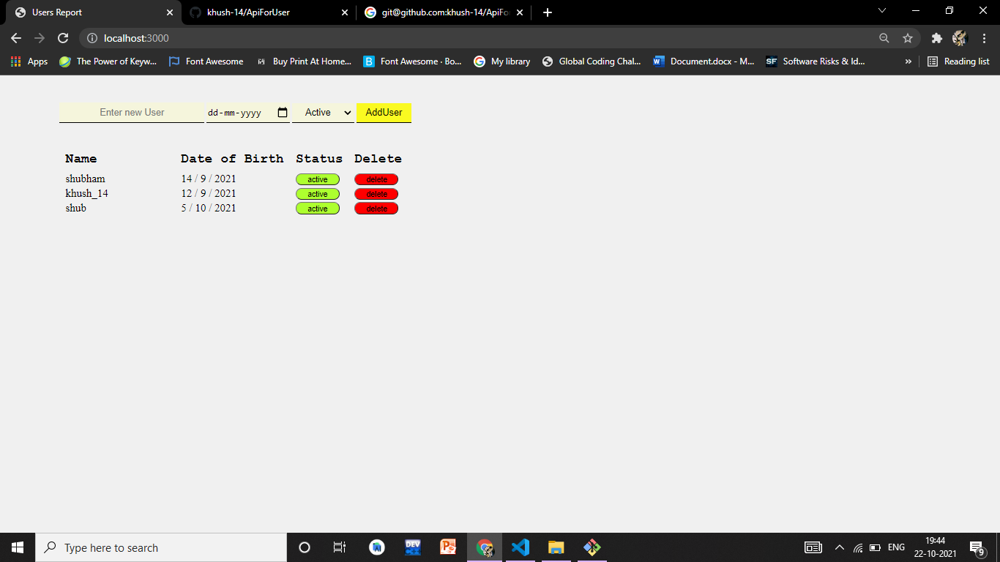 Users Report khush-14/ApiForUser git@github.com:khush-14/ApiFo
localhost:3000
Apps The Power of Keyw... Font Awesome Buy Print At Home... Font Awesome · Bo... My library Global Coding Chal... Document.docx - M... SF Software Risks & Id... » Reading list
Enter new User dd-mm-yyyy Active AddUser
Name Date of Birth Status Delete
shubham 14 / 9 / 2021 active delete
khush_14 12 / 9 / 2021 active delete
shub 5 / 10 / 2021 active delete
Type here to search DEV ENG 19:44
22-10-2021 9